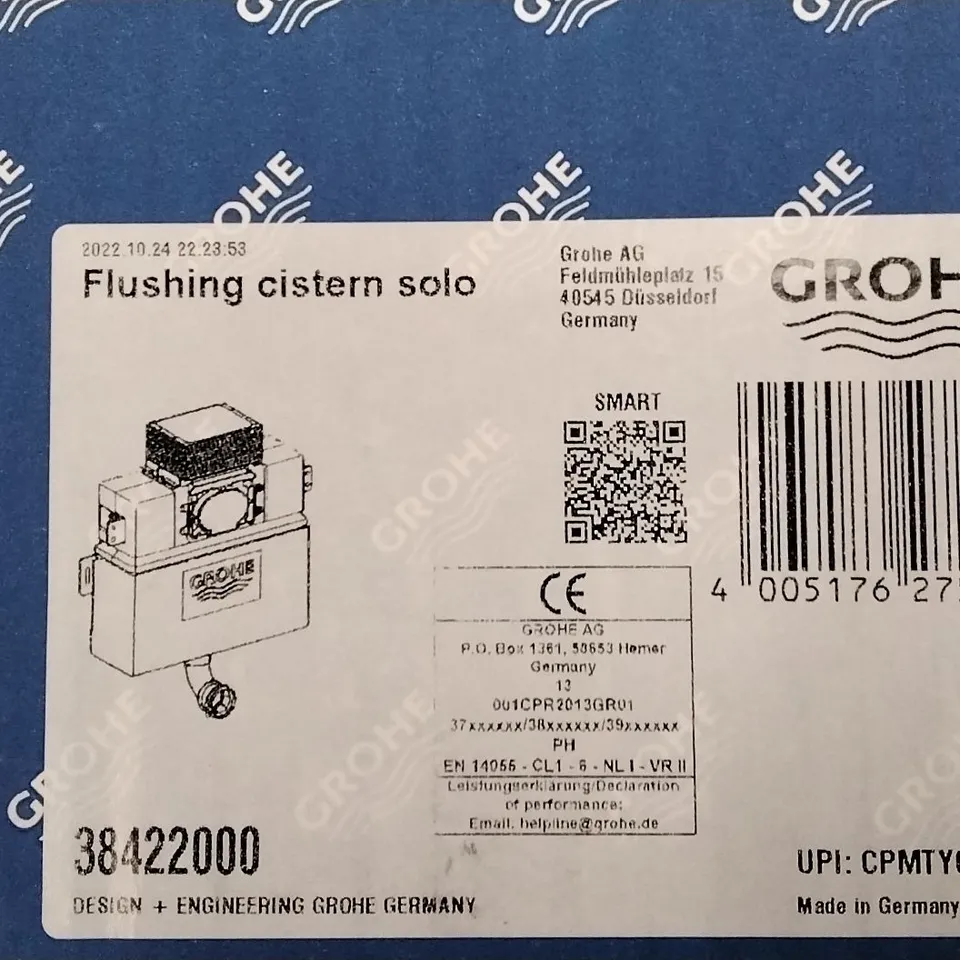 2022.10.24 22:23:53
Flushing cistern solo
Grohe AG
Feldmühleplatz 15
40545 Düsseldorf
Germany
GROHE
SMART
GROHE
4 005176 27
CE
GROHE AG
P.O. Box 1361, 58653 Hemer
Germany
13
001CPR2013GR01
37xxxxxx/38xxxxxx/39xxxxxx
PH
EN 14055 - CL1 - 6 - NL I - VR II
Leistungserklärung/Declaration
of performance:
Email: helpline@grohe.de
38422000
DESIGN + ENGINEERING GROHE GERMANY
UPI: CPMTY
Made in Germany